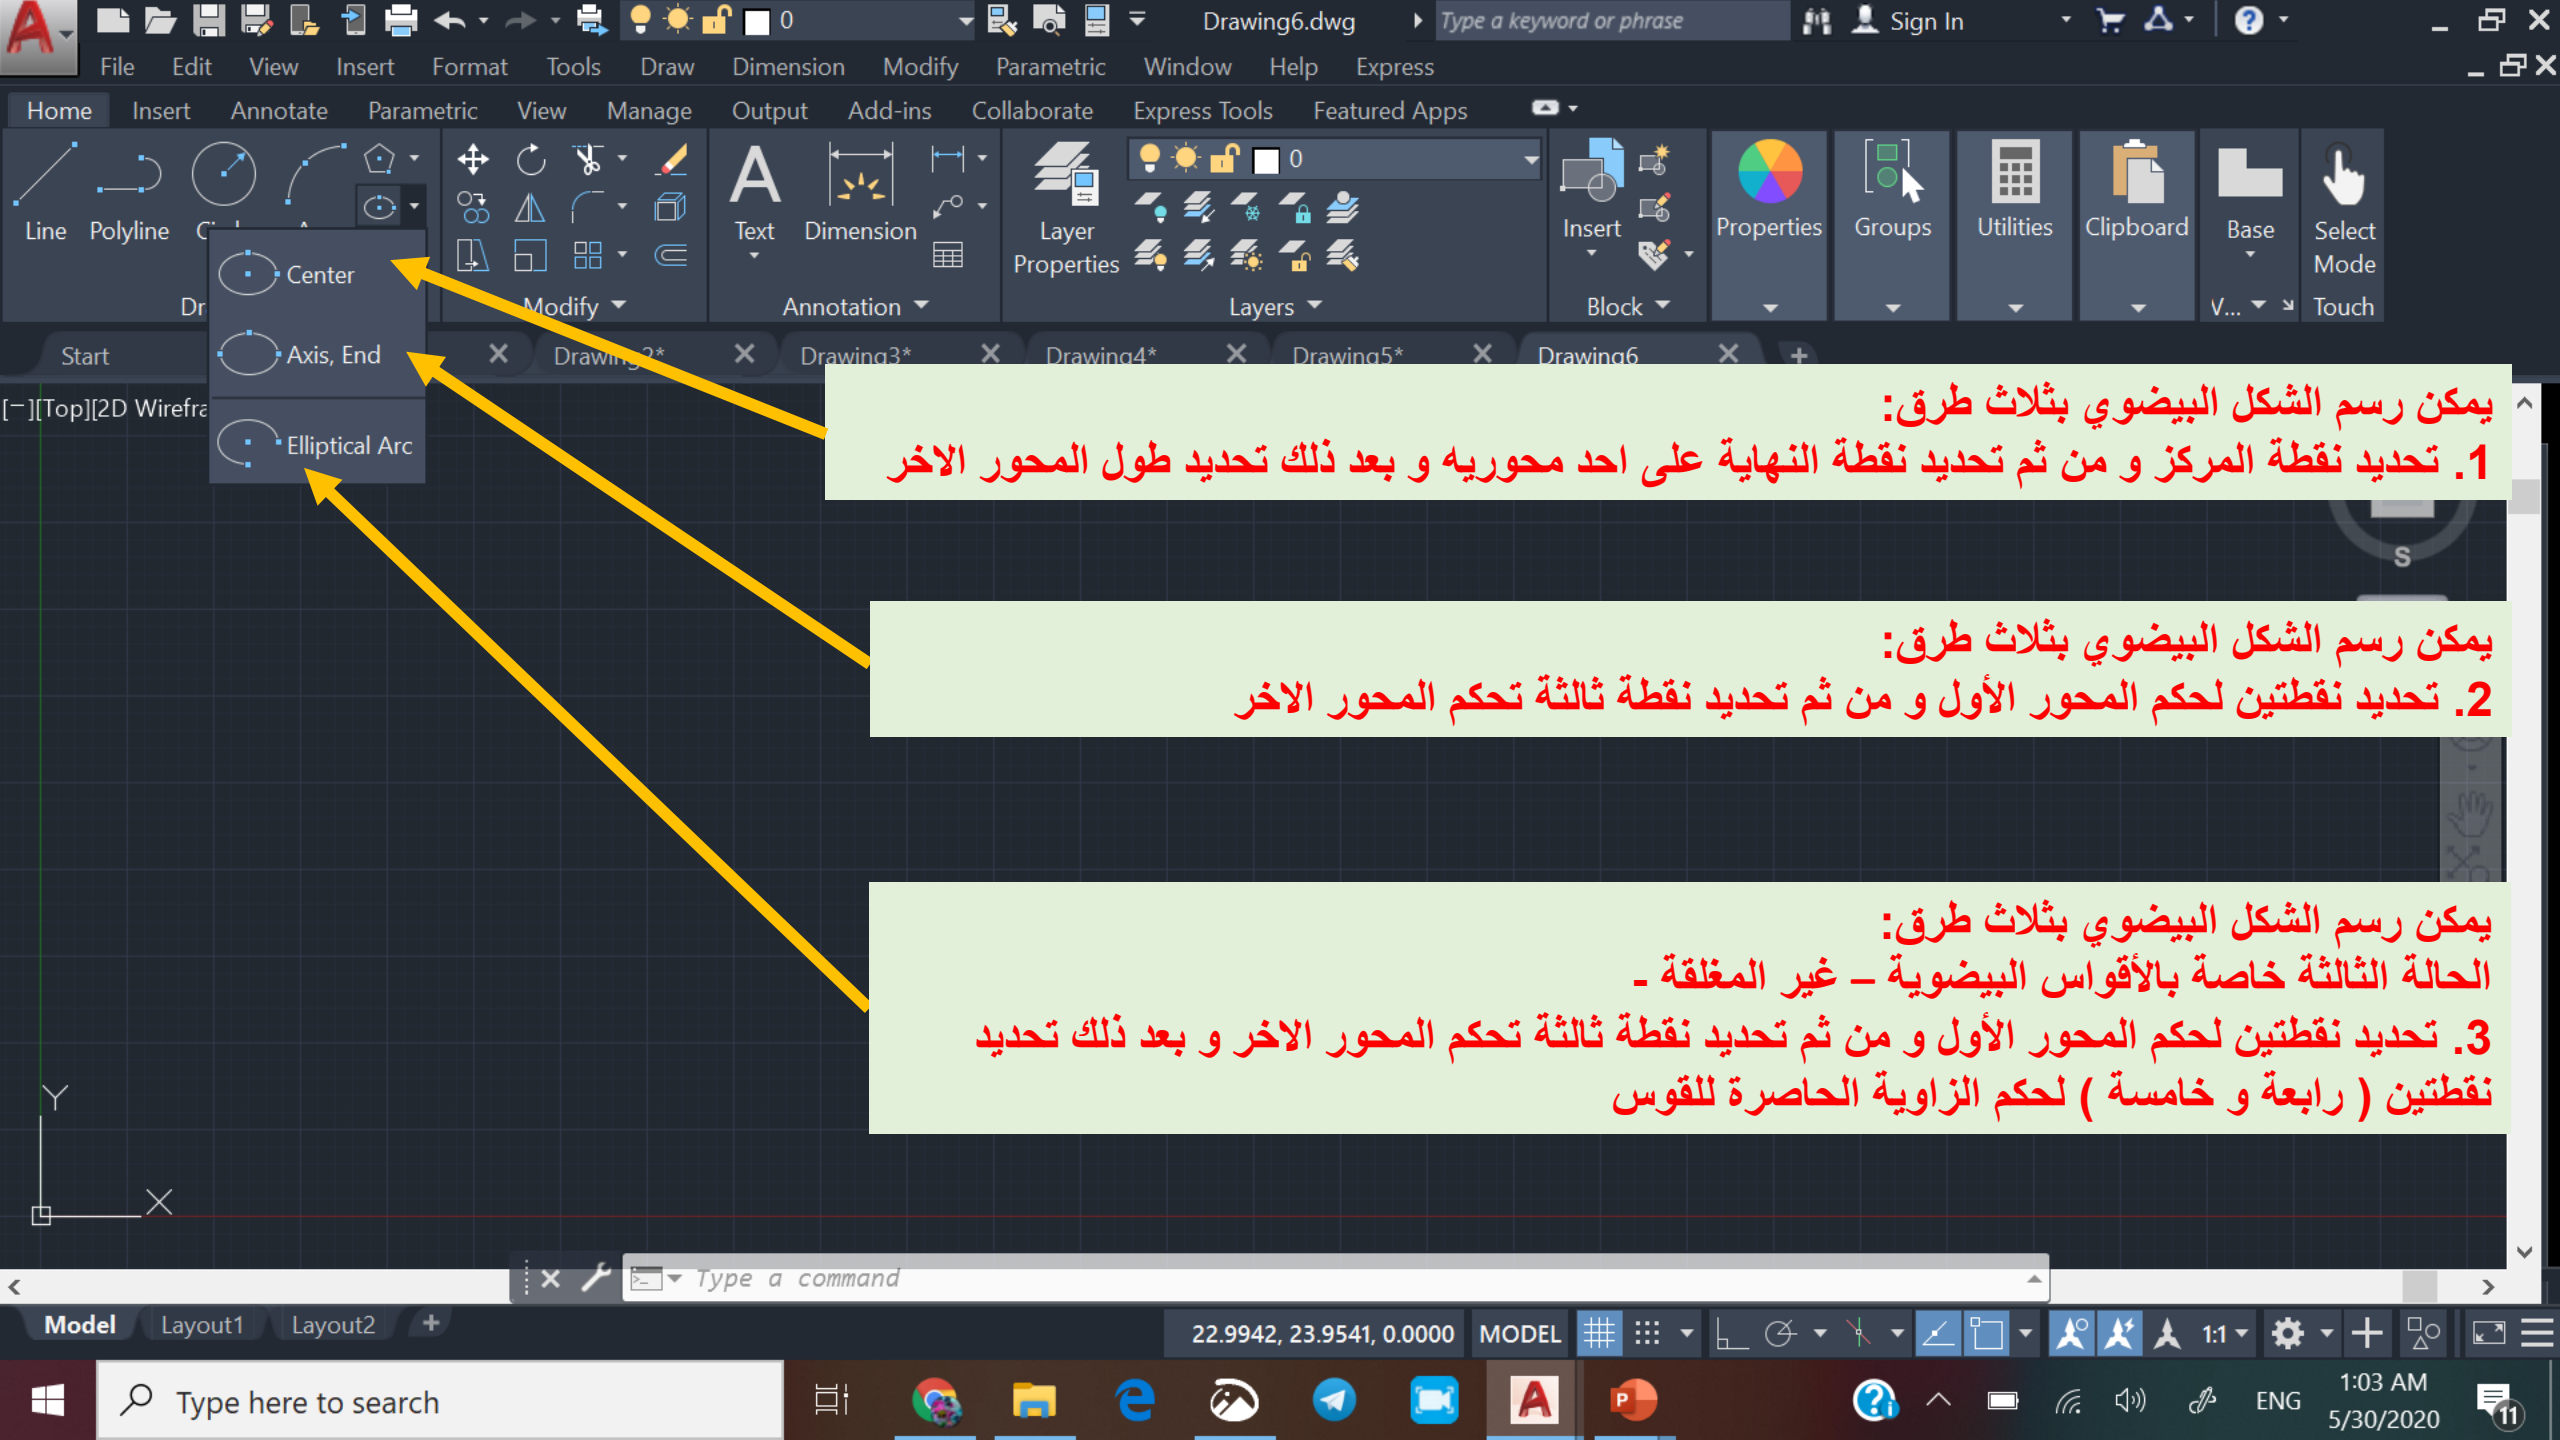 0
Drawing6.dwg
Type a keyword or phrase
Sign In
File Edit View Insert Format Tools Draw Dimension Modify Parametric Window Help Express
Home Insert Annotate Parametric View Manage Output Add-ins Collaborate Express Tools Featured Apps
0
Line Polyline
Text Dimension
Layer Properties
Insert
Properties
Groups
Utilities
Clipboard
Base
Select Mode
Modify
Annotation
Layers
Block
V...
Touch
Center
Axis, End
Elliptical Arc
Start
Drawing2*
Drawing3*
Drawing4*
Drawing5*
Drawing6
[−][Top][2D Wirefra
يمكن رسم الشكل البيضوي بثلاث طرق:
1. تحديد نقطة المركز و من ثم تحديد نقطة النهاية على احد محوريه و بعد ذلك تحديد طول المحور الاخر
S
يمكن رسم الشكل البيضوي بثلاث طرق:
2. تحديد نقطتين لحكم المحور الأول و من ثم تحديد نقطة ثالثة تحكم المحور الاخر
يمكن رسم الشكل البيضوي بثلاث طرق:
الحالة الثالثة خاصة بالأقواس البيضوية – غير المغلقة -
3. تحديد نقطتين لحكم المحور الأول و من ثم تحديد نقطة ثالثة تحكم المحور الاخر و بعد ذلك تحديد
نقطتين ( رابعة و خامسة ) لحكم الزاوية الحاصرة للقوس
Y
X
Type a command
Model Layout1 Layout2
22.9942, 23.9541, 0.0000 MODEL
1:1
Type here to search
ENG
1:03 AM
5/30/2020
11